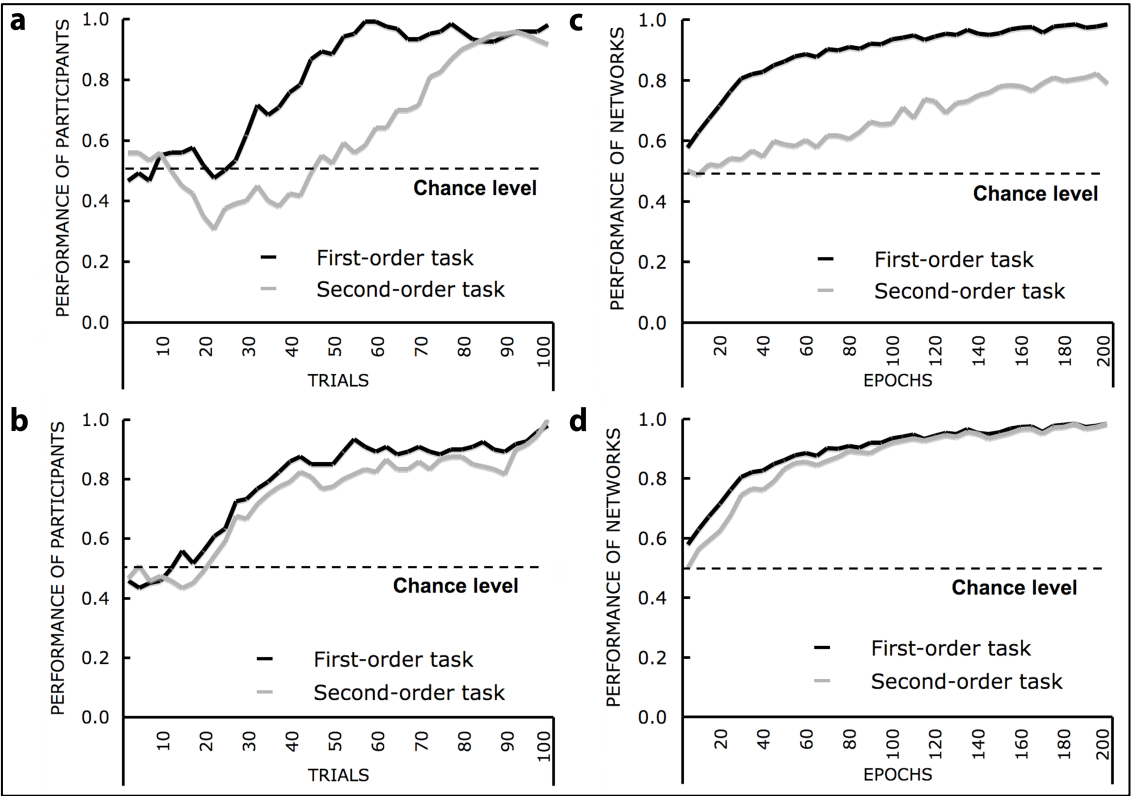 a
PERFORMANCE OF PARTICIPANTS
1.0
0.8
0.6
0.4
0.2
0.0
Chance level
First-order task
Second-order task
10 20 30 40 50 60 70 80 90 100
TRIALS
c
PERFORMANCE OF NETWORKS
1.0
0.8
0.6
0.4
0.2
0.0
Chance level
First-order task
Second-order task
20 40 60 80 100 120 140 160 180 200
EPOCHS
b
PERFORMANCE OF PARTICIPANTS
1.0
0.8
0.6
0.4
0.2
0.0
Chance level
First-order task
Second-order task
10 20 30 40 50 60 70 80 90 100
TRIALS
d
PERFORMANCE OF NETWORKS
1.0
0.8
0.6
0.4
0.2
0.0
Chance level
First-order task
Second-order task
20 40 60 80 100 120 140 160 180 200
EPOCHS